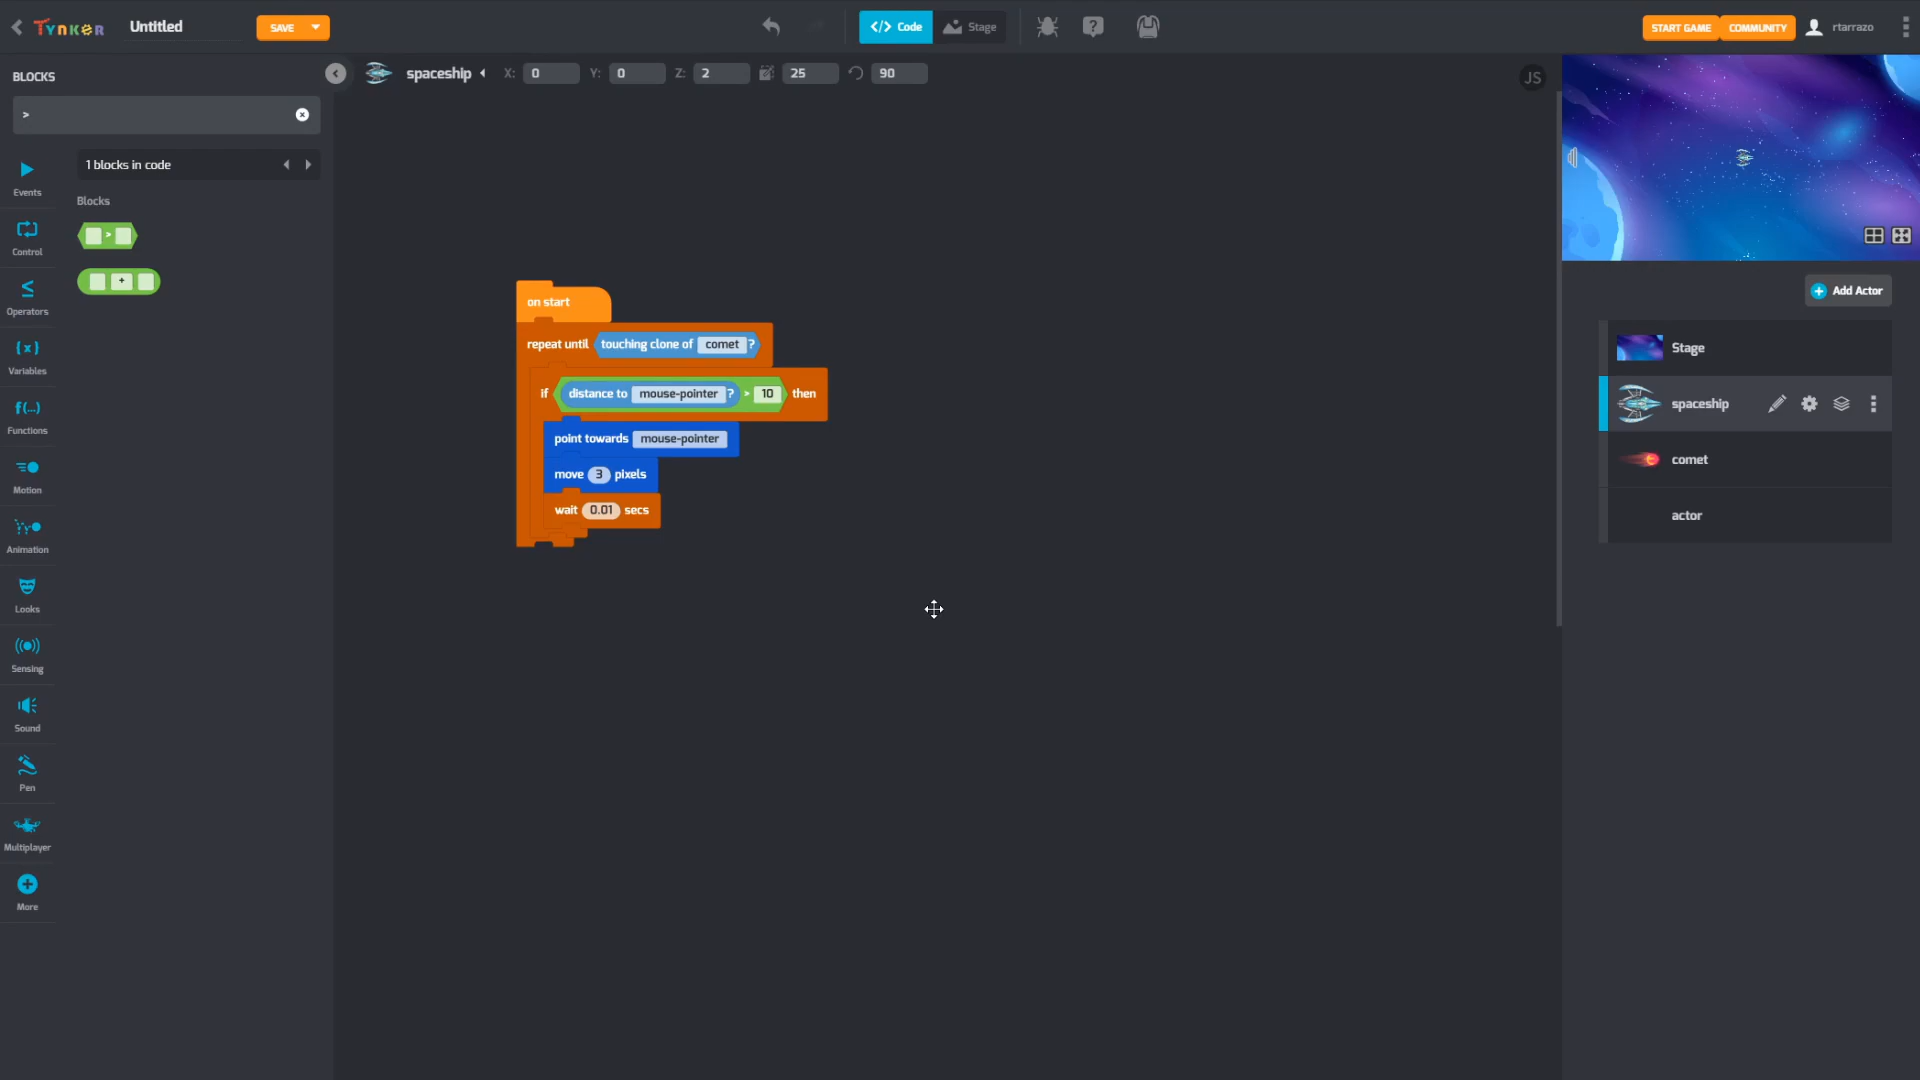 TYNKER
Untitled
SAVE
</> Code
Stage
?
START GAME
COMMUNITY
rtarrazo
BLOCKS
>
1 blocks in code
Blocks
>
+
Events
Control
Operators
{x}
Variables
f(...)
Functions
Motion
Animation
Looks
Sensing
Sound
Pen
Multiplayer
More
spaceship
X: 0
Y: 0
Z: 2
25
90
JS
on start
repeat until touching clone of comet ?
if distance to mouse-pointer ? > 10 then
point towards mouse-pointer
move 3 pixels
wait 0.01 secs
Add Actor
Stage
spaceship
comet
actor